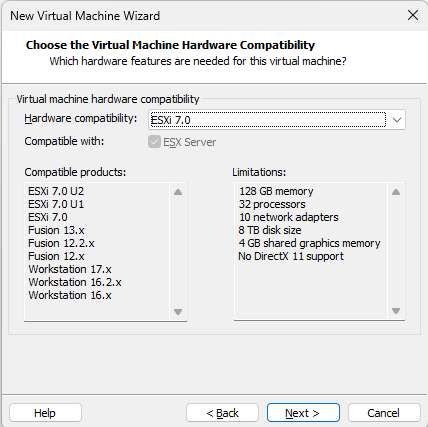 New Virtual Machine Wizard
Choose the Virtual Machine Hardware Compatibility
Which hardware features are needed for this virtual machine?
Virtual machine hardware compatibility
Hardware compatibility: ESXi 7.0
Compatible with: ESX Server
Compatible products:
ESXi 7.0 U2
ESXi 7.0 U1
ESXi 7.0
Fusion 13.x
Fusion 12.2.x
Fusion 12.x
Workstation 17.x
Workstation 16.2.x
Workstation 16.x
Limitations:
128 GB memory
32 processors
10 network adapters
8 TB disk size
4 GB shared graphics memory
No DirectX 11 support
Help < Back Next > Cancel